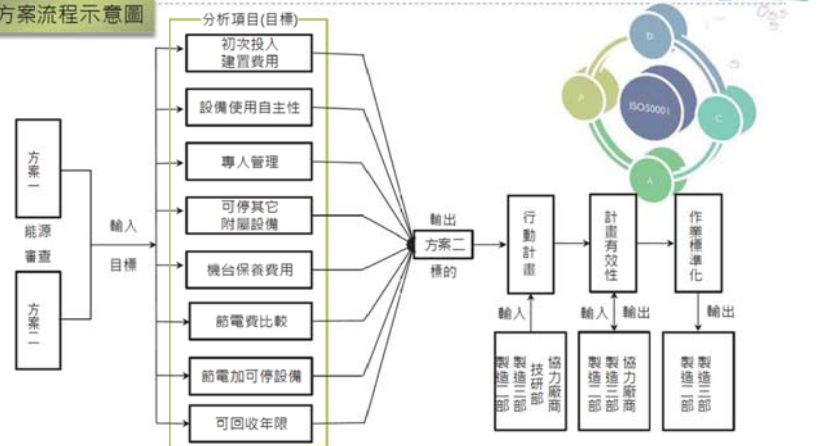 方案流程示意圖
分析項目(目標)
初次投入
建置費用
設備使用自主性
專人管理
可停其它
附屬設備
機台保養費用
節電費比較
節電加可停設備
可回收年限
方案一
能源
審查
方案二
輸入
目標
輸出
方案二
標的
行動計畫
計畫有效性
作業標準化
輸入
輸入
輸出
輸出
協力廠商
技研部
製造三部
製造二部
協力廠商
製造三部
製造二部
製造三部
製造二部
D
P
ISO50001
C
A